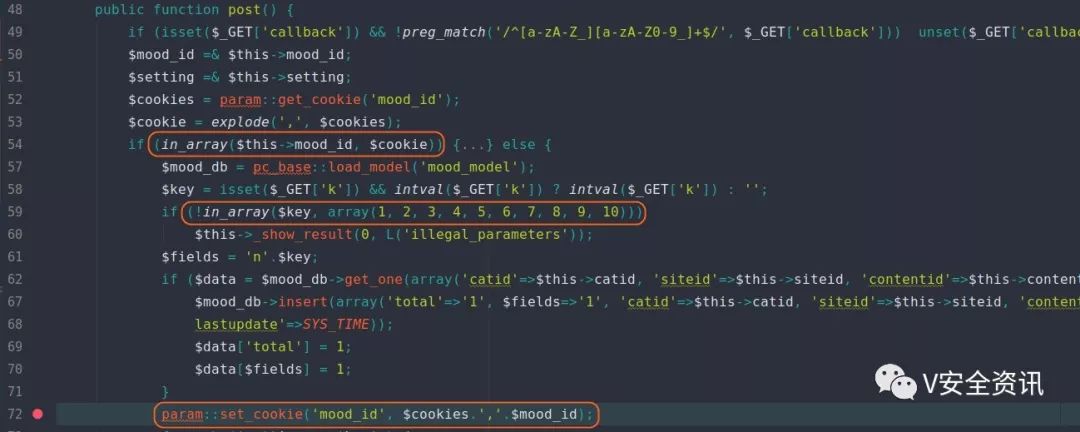 48 public function post() {
49 if (isset($_GET['callback']) && !preg_match('/^[a-zA-Z_][a-zA-Z0-9_]+$/', $_GET['callback'])) unset($_GET['callbac
50 $mood_id =& $this->mood_id;
51 $setting =& $this->setting;
52 $cookies = param::get_cookie('mood_id');
53 $cookie = explode(',', $cookies);
54 if (in_array($this->mood_id, $cookie)) {...} else {
57 $mood_db = pc_base::load_model('mood_model');
58 $key = isset($_GET['k']) && intval($_GET['k']) ? intval($_GET['k']) : '';
59 if (!in_array($key, array(1, 2, 3, 4, 5, 6, 7, 8, 9, 10)))
60 $this->_show_result(0, L('illegal_parameters'));
61 $fields = 'n'.$key;
62 if ($data = $mood_db->get_one(array('catid'=>$this->catid, 'siteid'=>$this->siteid, 'contentid'=>$this->conten
67 $mood_db->insert(array('total'=>'1', $fields=>'1', 'catid'=>$this->catid, 'siteid'=>$this->siteid, 'conten
68 lastupdate'=>SYS_TIME));
69 $data['total'] = 1;
70 $data[$fields] = 1;
71 }
V安全资讯
72 param::set_cookie('mood_id', $cookies.','.$mood_id);